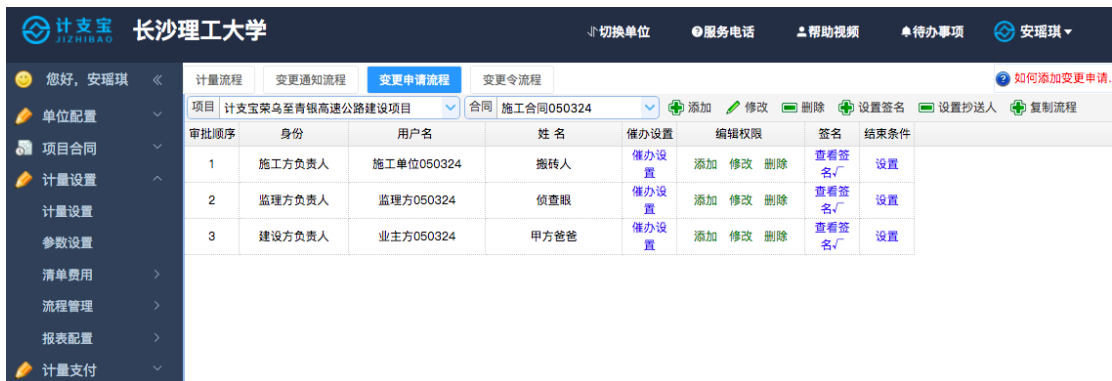 计支宝 长沙理工大学 切换单位 服务电话 帮助视频 待办事项 安瑶琪
JIZHIBAO
您好，安瑶琪 计量流程 变更通知流程 变更申请流程 变更令流程 如何添加变更申请.
单位配置 项目 计支宝荣乌至青银高速公路建设项目 合同 施工合同050324 添加 修改 删除 设置签名 设置抄送人 复制流程
审批顺序 身份 用户名 姓 名 催办设置 编辑权限 签名 结束条件
项目合同 1 施工方负责人 施工单位050324 搬砖人 催办设置 添加 修改 删除 查看签名√ 设置
计量设置 2 监理方负责人 监理方050324 侦查眼 催办设置 添加 修改 删除 查看签名√ 设置
计量设置 3 建设方负责人 业主方050324 甲方爸爸 催办设置 添加 修改 删除 查看签名√ 设置
参数设置
清单费用
流程管理
报表配置
计量支付